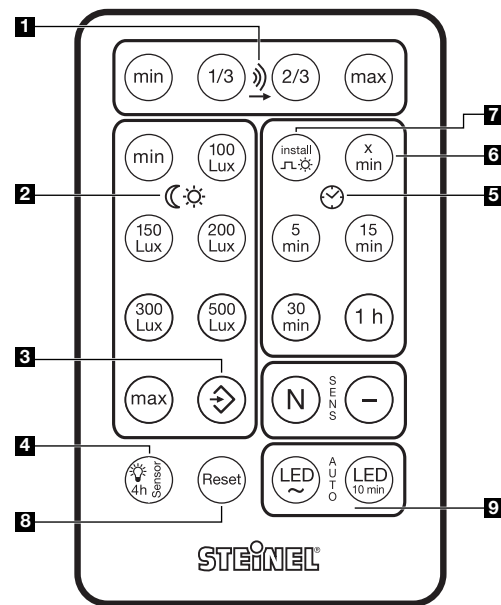 1
min
1/3
2/3
max
7
6
2
5
min
100
Lux
install
x
min
150
Lux
200
Lux
5
min
15
min
300
Lux
500
Lux
30
min
1 h
3
max
N
SENS
–
4
4h
Sensor
Reset
LED
~
AUTO
LED
10 min
8
9
STEINEL®